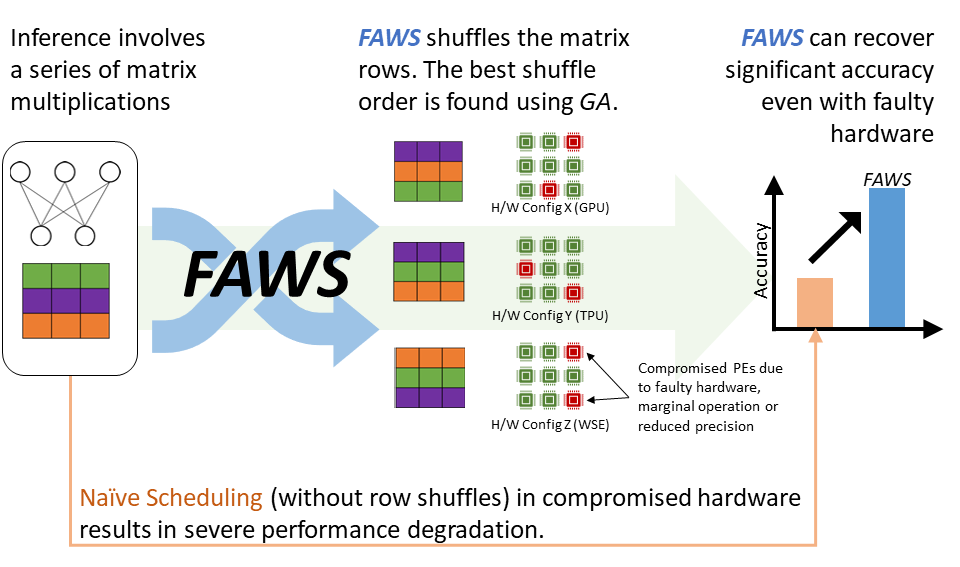 Inference involves
a series of matrix
multiplications
FAWS shuffles the matrix
rows. The best shuffle
order is found using GA.
FAWS can recover
significant accuracy
even with faulty
hardware
FAWS
H/W Config X (GPU)
H/W Config Y (TPU)
H/W Config Z (WSE)
Compromised PEs due
to faulty hardware,
marginal operation or
reduced precision
FAWS
Accuracy
Naïve Scheduling (without row shuffles) in compromised hardware
results in severe performance degradation.